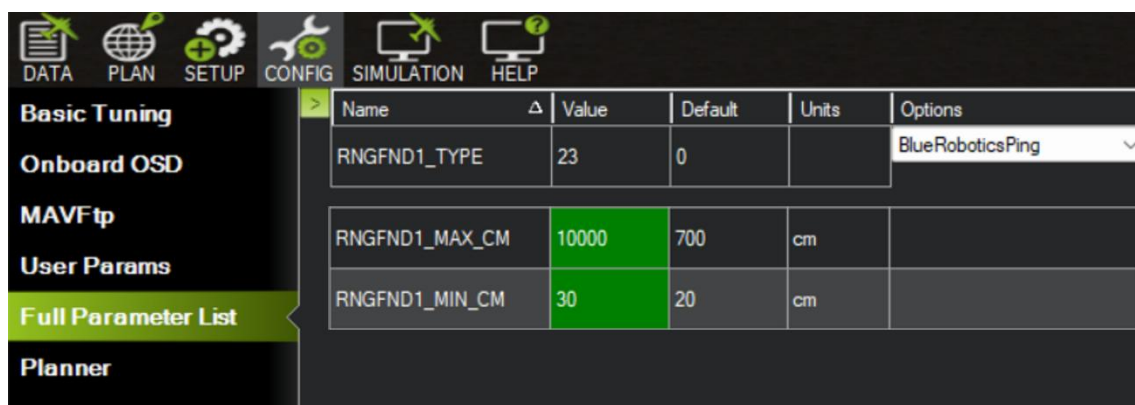 DATA PLAN SETUP CONFIG SIMULATION HELP
Basic Tuning
Onboard OSD
MAVFtp
User Params
Full Parameter List
Planner
> Name Value Default Units Options
RNGFND1_TYPE 23 0 BlueRoboticsPing
RNGFND1_MAX_CM 10000 700 cm
RNGFND1_MIN_CM 30 20 cm